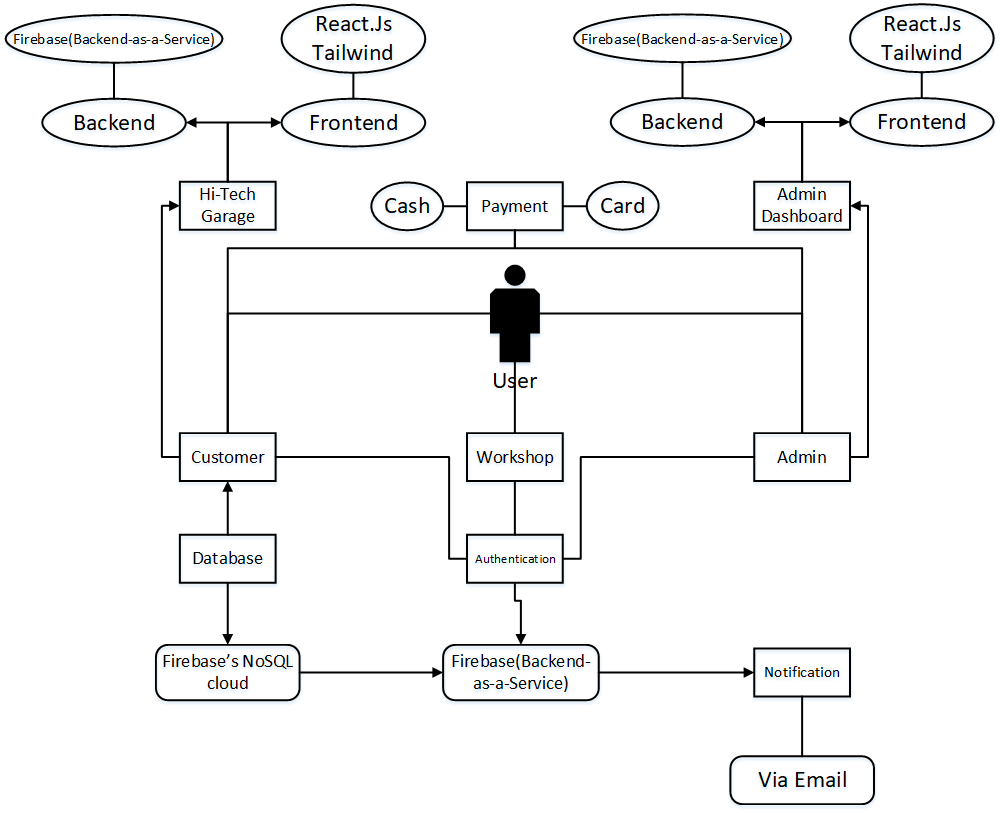 React.Js
Tailwind
Firebase(Backend-as-a-Service)
Backend
Frontend
Firebase(Backend-as-a-Service)
React.Js
Tailwind
Backend
Frontend
Hi-Tech
Garage
Cash
Payment
Card
Admin
Dashboard
User
Customer
Workshop
Admin
Database
Authentication
Firebase’s NoSQL
cloud
Firebase(Backend-
as-a-Service)
Notification
Via Email